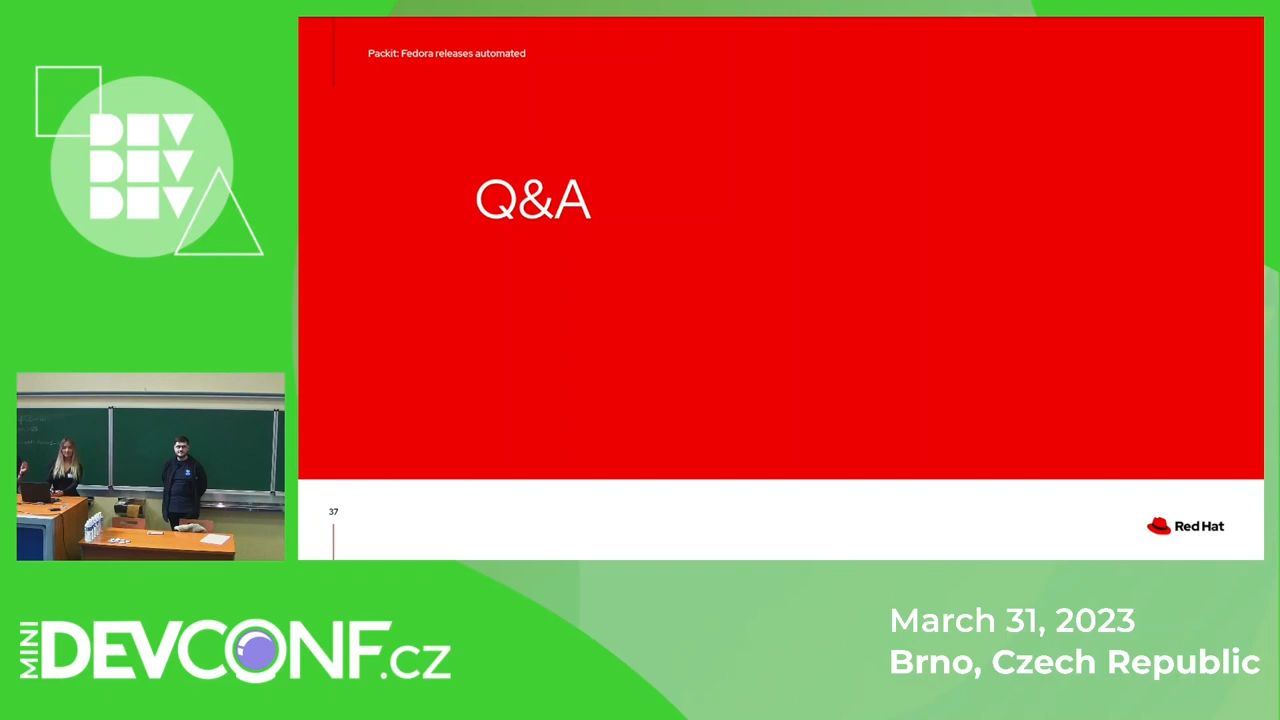 Packit: Fedora releases automated
DEV
DEV
DEV
Q&A
37
Red Hat
MINI DEVCONF.cz
March 31, 2023
Brno, Czech Republic